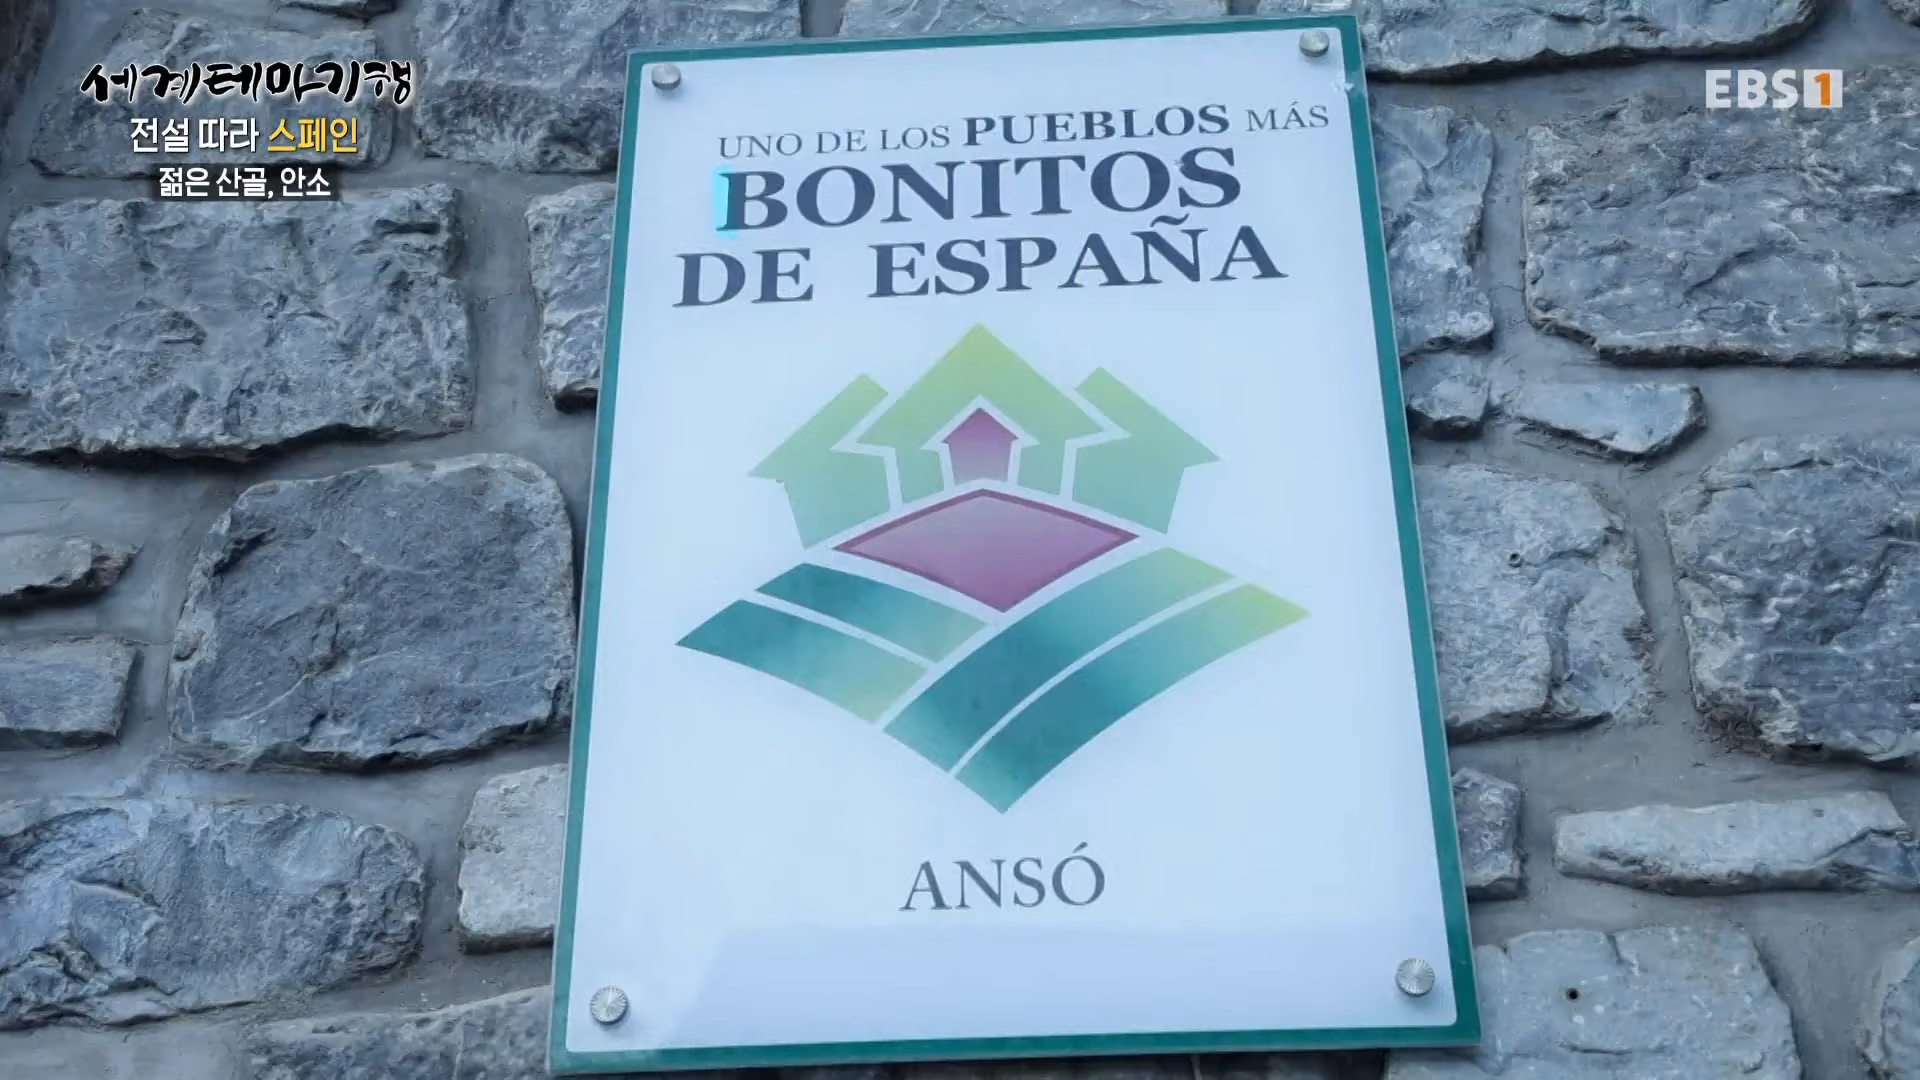 세계테마기행
전설 따라 스페인
젊은 산골, 안소
EBS1
UNO DE LOS PUEBLOS MÁS
BONITOS
DE ESPAÑA
ANSÓ